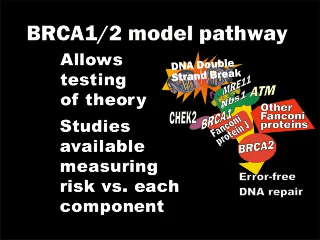 BRCA1/2 model pathway
Allows
testing
of theory
Studies
available
measuring
risk vs. each
component
DNA Double
Strand Break
MRE11
Nbs1
ATM
CHEK2
BRCA1
Fanconi
protein J
Other
Fanconi
proteins
BRCA2
Error-free
DNA repair